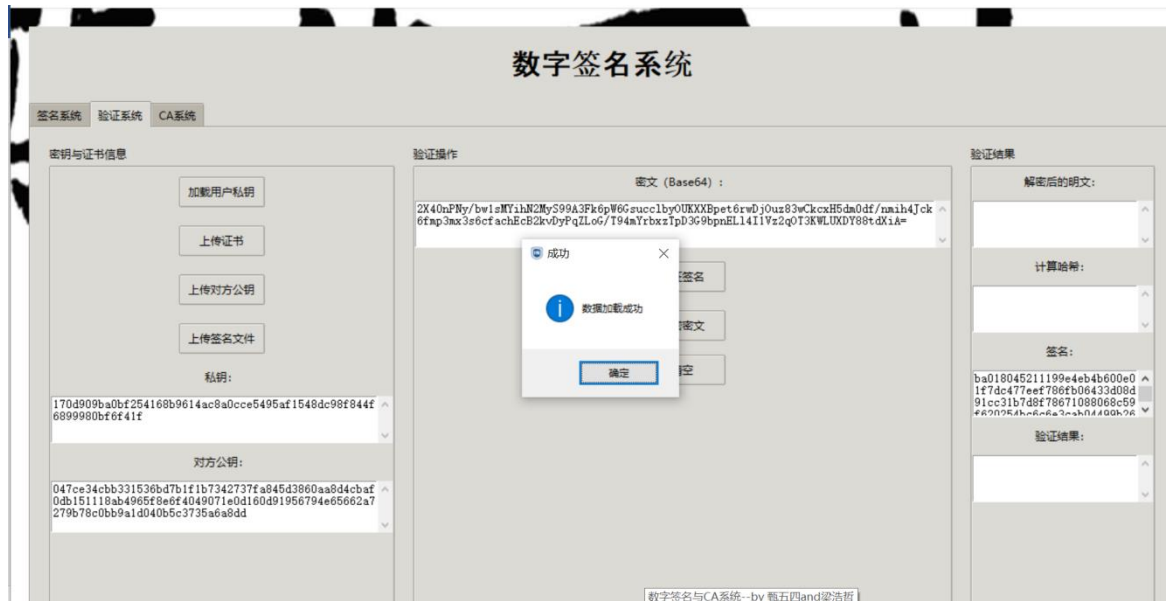 数字签名系统
签名系统 验证系统 CA系统
密钥与证书信息
加载用户私钥
上传证书
上传对方公钥
上传签名文件
私钥:
170d909ba0bf254168b9614ac8a0cce5495af1548dc98f844f
6899980bf6f41f
对方公钥:
047ce34cbb331536bd7b1f1b7342737fa845d3860aa8d4cbaf
0db151118ab4965f8e6f4049071e0d160d91956794e65662a7
279b78c0bb9a1d040b5c3735a6a8dd
验证操作
密文 (Base64) :
2X40nPNy/bw1sMYihN2MyS99A3Fk6pW6GsucclbyOUKXXBpet6rwDjOuz83wCkcxH5dm0df/nmih4Jck
6fmp3mx3s6cfachEcB2kvDyPqZLoG/T94mYrbxzTpD3G9bpnELl4I1Vz2qOT3KWLUXDY88tdXiA=
签名
密文
空
成功
数据加载成功
确定
验证结果
解密后的明文:
计算哈希:
签名:
ba018045211199e4eb4b600e0
1f7dc477eef786fb06433d08d
91cc31b7d8f78671088068c59
验证结果:
数字签名与CA系统--by 甄五四and梁浩哲